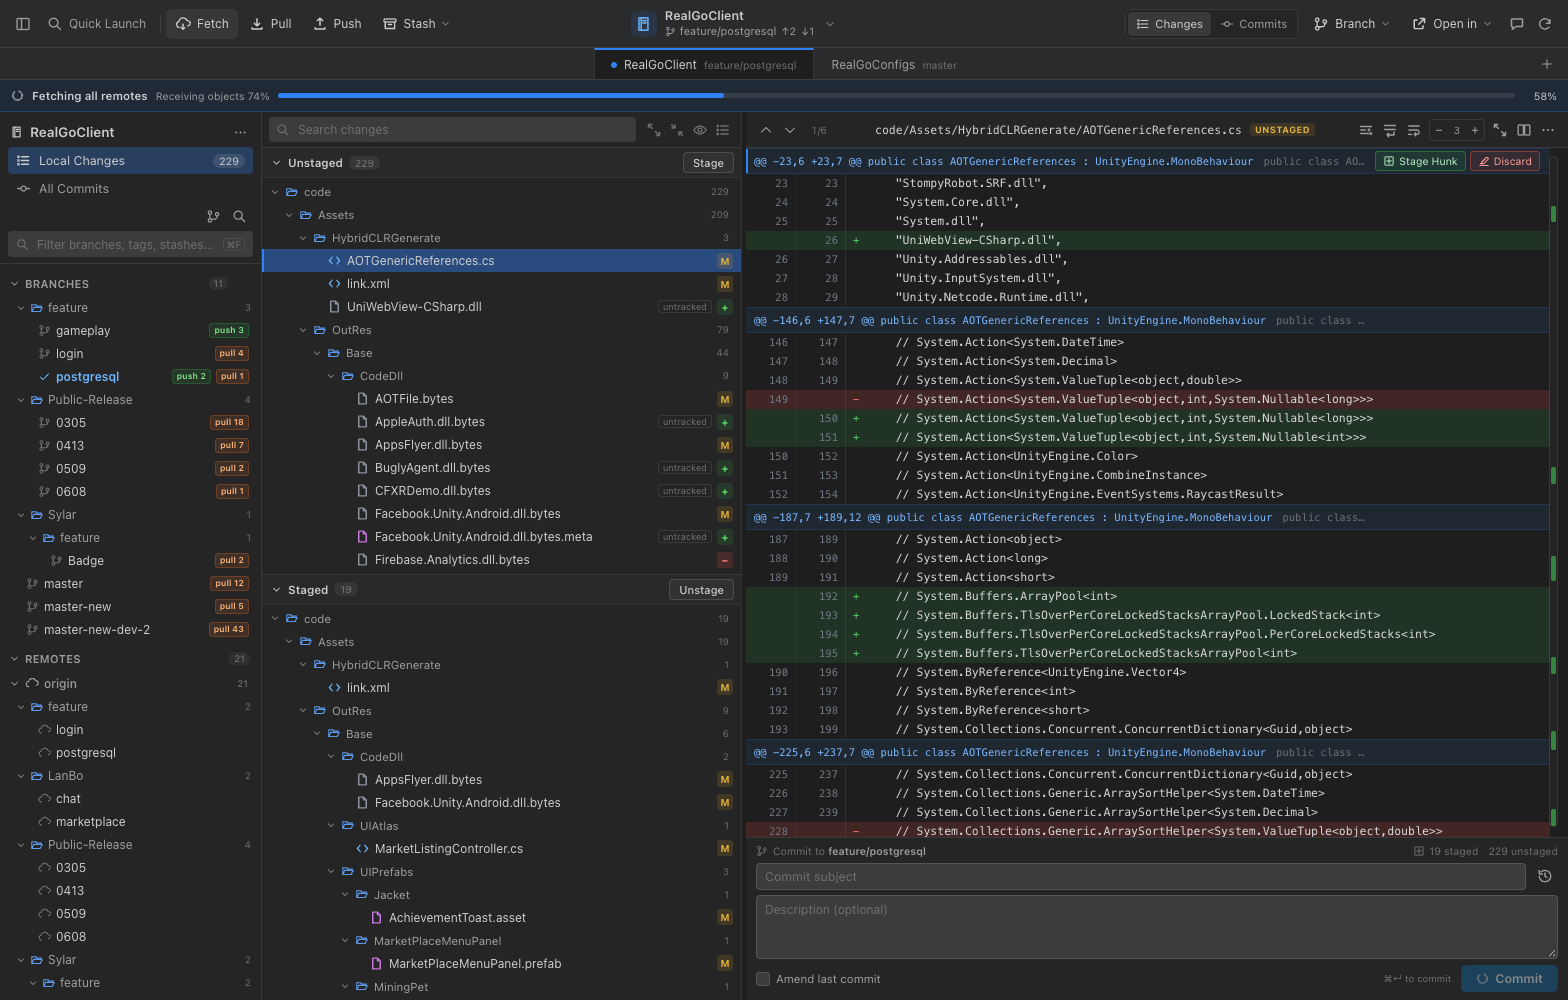 Quick Launch
Fetch
Pull
Push
Stash
RealGoClient
feature/postgresql ↑2 ↓1
Changes
Commits
Branch
Open in
RealGoClient feature/postgresql
RealGoConfigs master
Fetching all remotes Receiving objects 74%
58%
RealGoClient
Local Changes 229
All Commits
Filter branches, tags, stashes... ⌘F
BRANCHES 11
feature 3
gameplay push 3
login pull 4
postgresql push 2 pull 1
Public-Release 4
0305 pull 18
0413 pull 7
0509 pull 2
0608 pull 1
Sylar 1
feature 1
Badge pull 2
master pull 12
master-new pull 5
master-new-dev-2 pull 43
REMOTES 21
origin 21
feature 2
login
postgresql
LanBo 2
chat
marketplace
Public-Release 4
0305
0413
0509
0608
Sylar 2
feature 2
Search changes
Unstaged 229 Stage
code 229
Assets 209
HybridCLRGenerate 3
AOTGenericReferences.cs M
link.xml M
UniWebView-CSharp.dll untracked +
OutRes 79
Base 44
CodeDll 9
AOTFile.bytes M
AppleAuth.dll.bytes untracked +
AppsFlyer.dll.bytes M
BuglyAgent.dll.bytes untracked +
CFXRDemo.dll.bytes untracked +
Facebook.Unity.Android.dll.bytes M
Facebook.Unity.Android.dll.bytes.meta untracked +
Firebase.Analytics.dll.bytes −
Staged 19 Unstage
code 19
Assets 19
HybridCLRGenerate 1
link.xml M
OutRes 9
Base 6
CodeDll 2
AppsFlyer.dll.bytes M
Facebook.Unity.Android.dll.bytes M
UIAtlas 1
MarketListingController.cs M
UIPrefabs 3
Jacket 1
AchievementToast.asset M
MarketPlaceMenuPanel 1
MarketPlaceMenuPanel.prefab M
MiningPet 1
1/6 code/Assets/HybridCLRGenerate/AOTGenericReferences.cs UNSTAGED − 3 +
@@ −23,6 +23,7 @@ public class AOTGenericReferences : UnityEngine.MonoBehaviour public class AO… Stage Hunk Discard
23 23 "StompyRobot.SRF.dll",
24 24 "System.Core.dll",
25 25 "System.dll",
26 + "UniWebView-CSharp.dll",
26 27 "Unity.Addressables.dll",
27 28 "Unity.InputSystem.dll",
28 29 "Unity.Netcode.Runtime.dll",
@@ −146,6 +147,7 @@ public class AOTGenericReferences : UnityEngine.MonoBehaviour public class …
146 147 // System.Action<System.DateTime>
147 148 // System.Action<System.Decimal>
148 149 // System.Action<System.ValueTuple<object,double>>
149 − // System.Action<System.ValueTuple<object,int,System.Nullable<long>>>
150 + // System.Action<System.ValueTuple<object,int,System.Nullable<long>>>
151 + // System.Action<System.ValueTuple<object,int,System.Nullable<int>>>
150 152 // System.Action<UnityEngine.Color>
151 153 // System.Action<UnityEngine.CombineInstance>
152 154 // System.Action<UnityEngine.EventSystems.RaycastResult>
@@ −187,7 +189,12 @@ public class AOTGenericReferences : UnityEngine.MonoBehaviour public class…
187 189 // System.Action<object>
188 190 // System.Action<long>
189 191 // System.Action<short>
192 + // System.Buffers.ArrayPool<int>
193 + // System.Buffers.TlsOverPerCoreLockedStacksArrayPool.LockedStack<int>
194 + // System.Buffers.TlsOverPerCoreLockedStacksArrayPool.PerCoreLockedStacks<int>
195 + // System.Buffers.TlsOverPerCoreLockedStacksArrayPool<int>
190 196 // System.ByReference<UnityEngine.Vector4>
191 197 // System.ByReference<int>
192 198 // System.ByReference<short>
193 199 // System.Collections.Concurrent.ConcurrentDictionary<Guid,object>
@@ −225,6 +237,7 @@ public class AOTGenericReferences : UnityEngine.MonoBehaviour public class …
225 237 // System.Collections.Concurrent.ConcurrentDictionary<Guid,object>
226 238 // System.Collections.Generic.ArraySortHelper<System.DateTime>
227 239 // System.Collections.Generic.ArraySortHelper<System.Decimal>
228 − // System.Collections.Generic.ArraySortHelper<System.ValueTuple<object,double>>
Commit to feature/postgresql 19 staged 229 unstaged
Commit subject
Description (optional)
Amend last commit
⌘↵ to commit
Commit